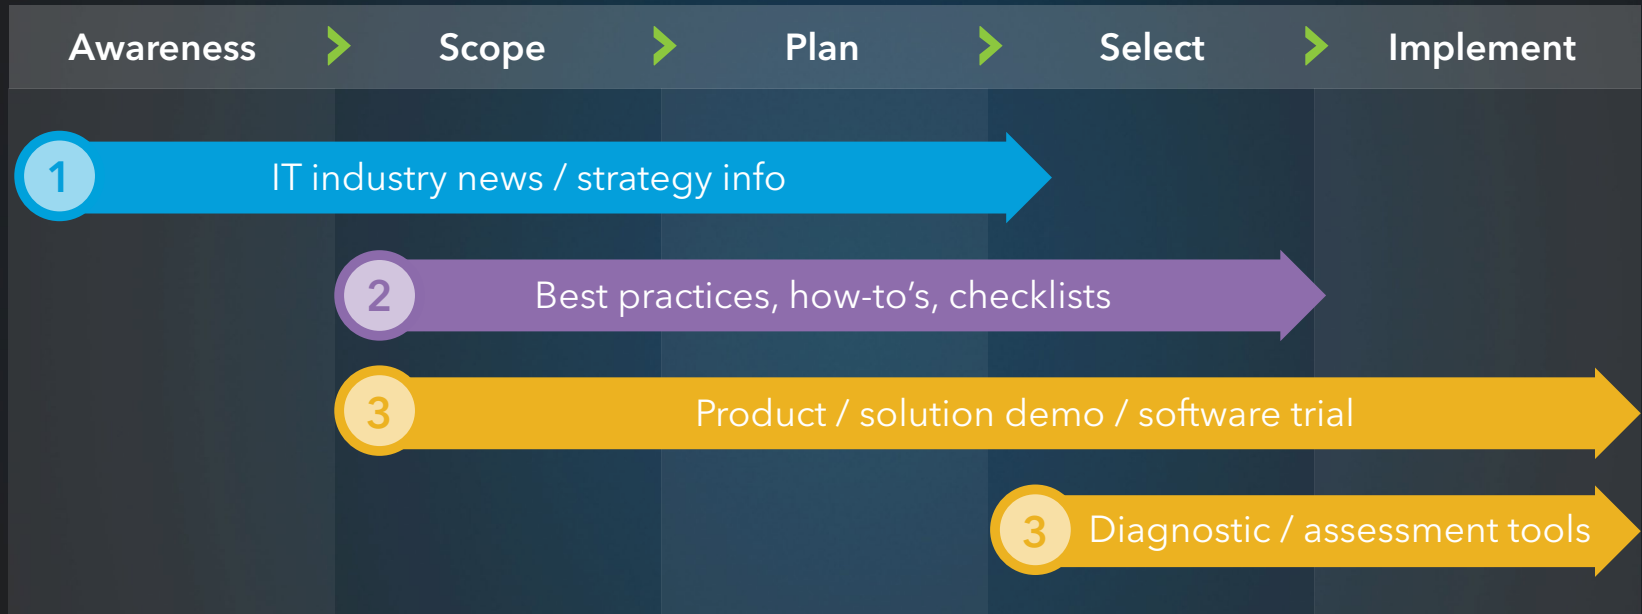 Awareness > Scope > Plan > Select > Implement
1 IT industry news / strategy info
2 Best practices, how-to’s, checklists
3 Product / solution demo / software trial
3 Diagnostic / assessment tools